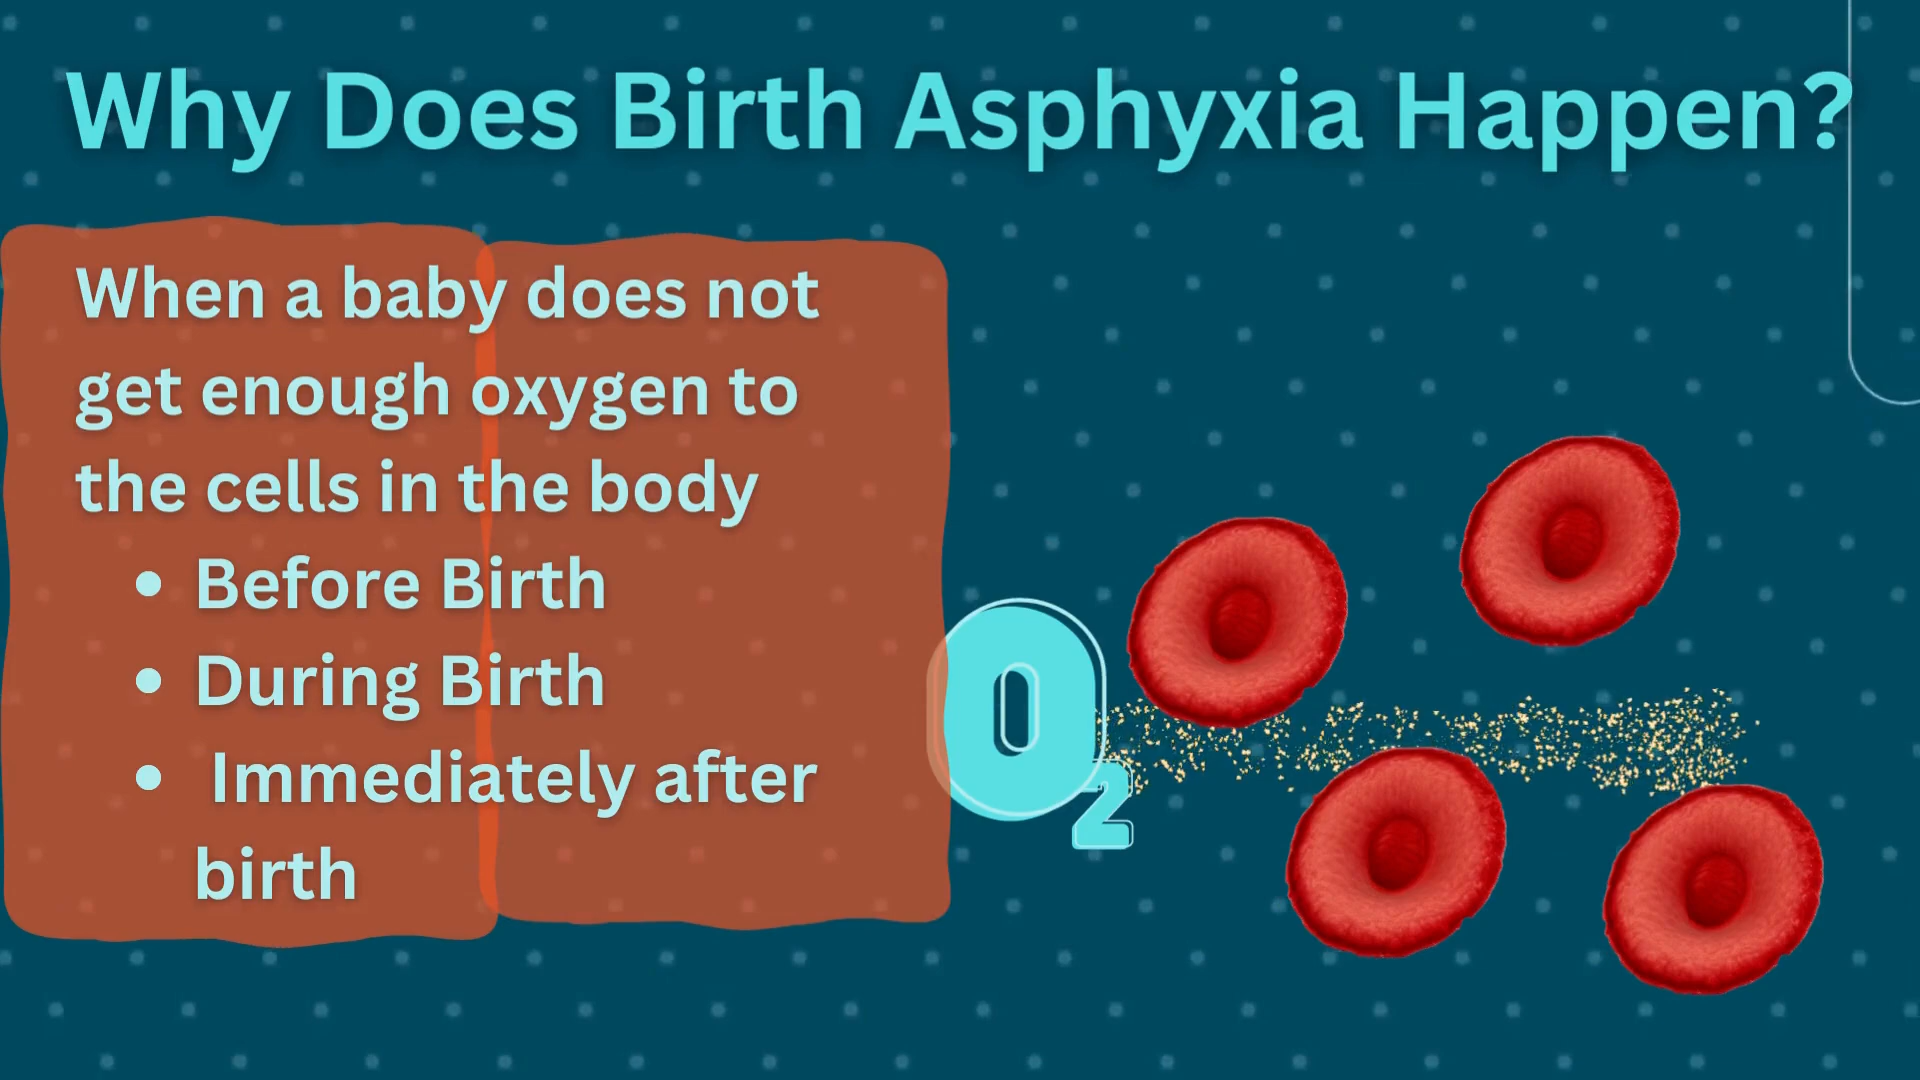 Why Does Birth Asphyxia Happen?
When a baby does not
get enough oxygen to
the cells in the body
• Before Birth
• During Birth
• Immediately after
birth
O₂